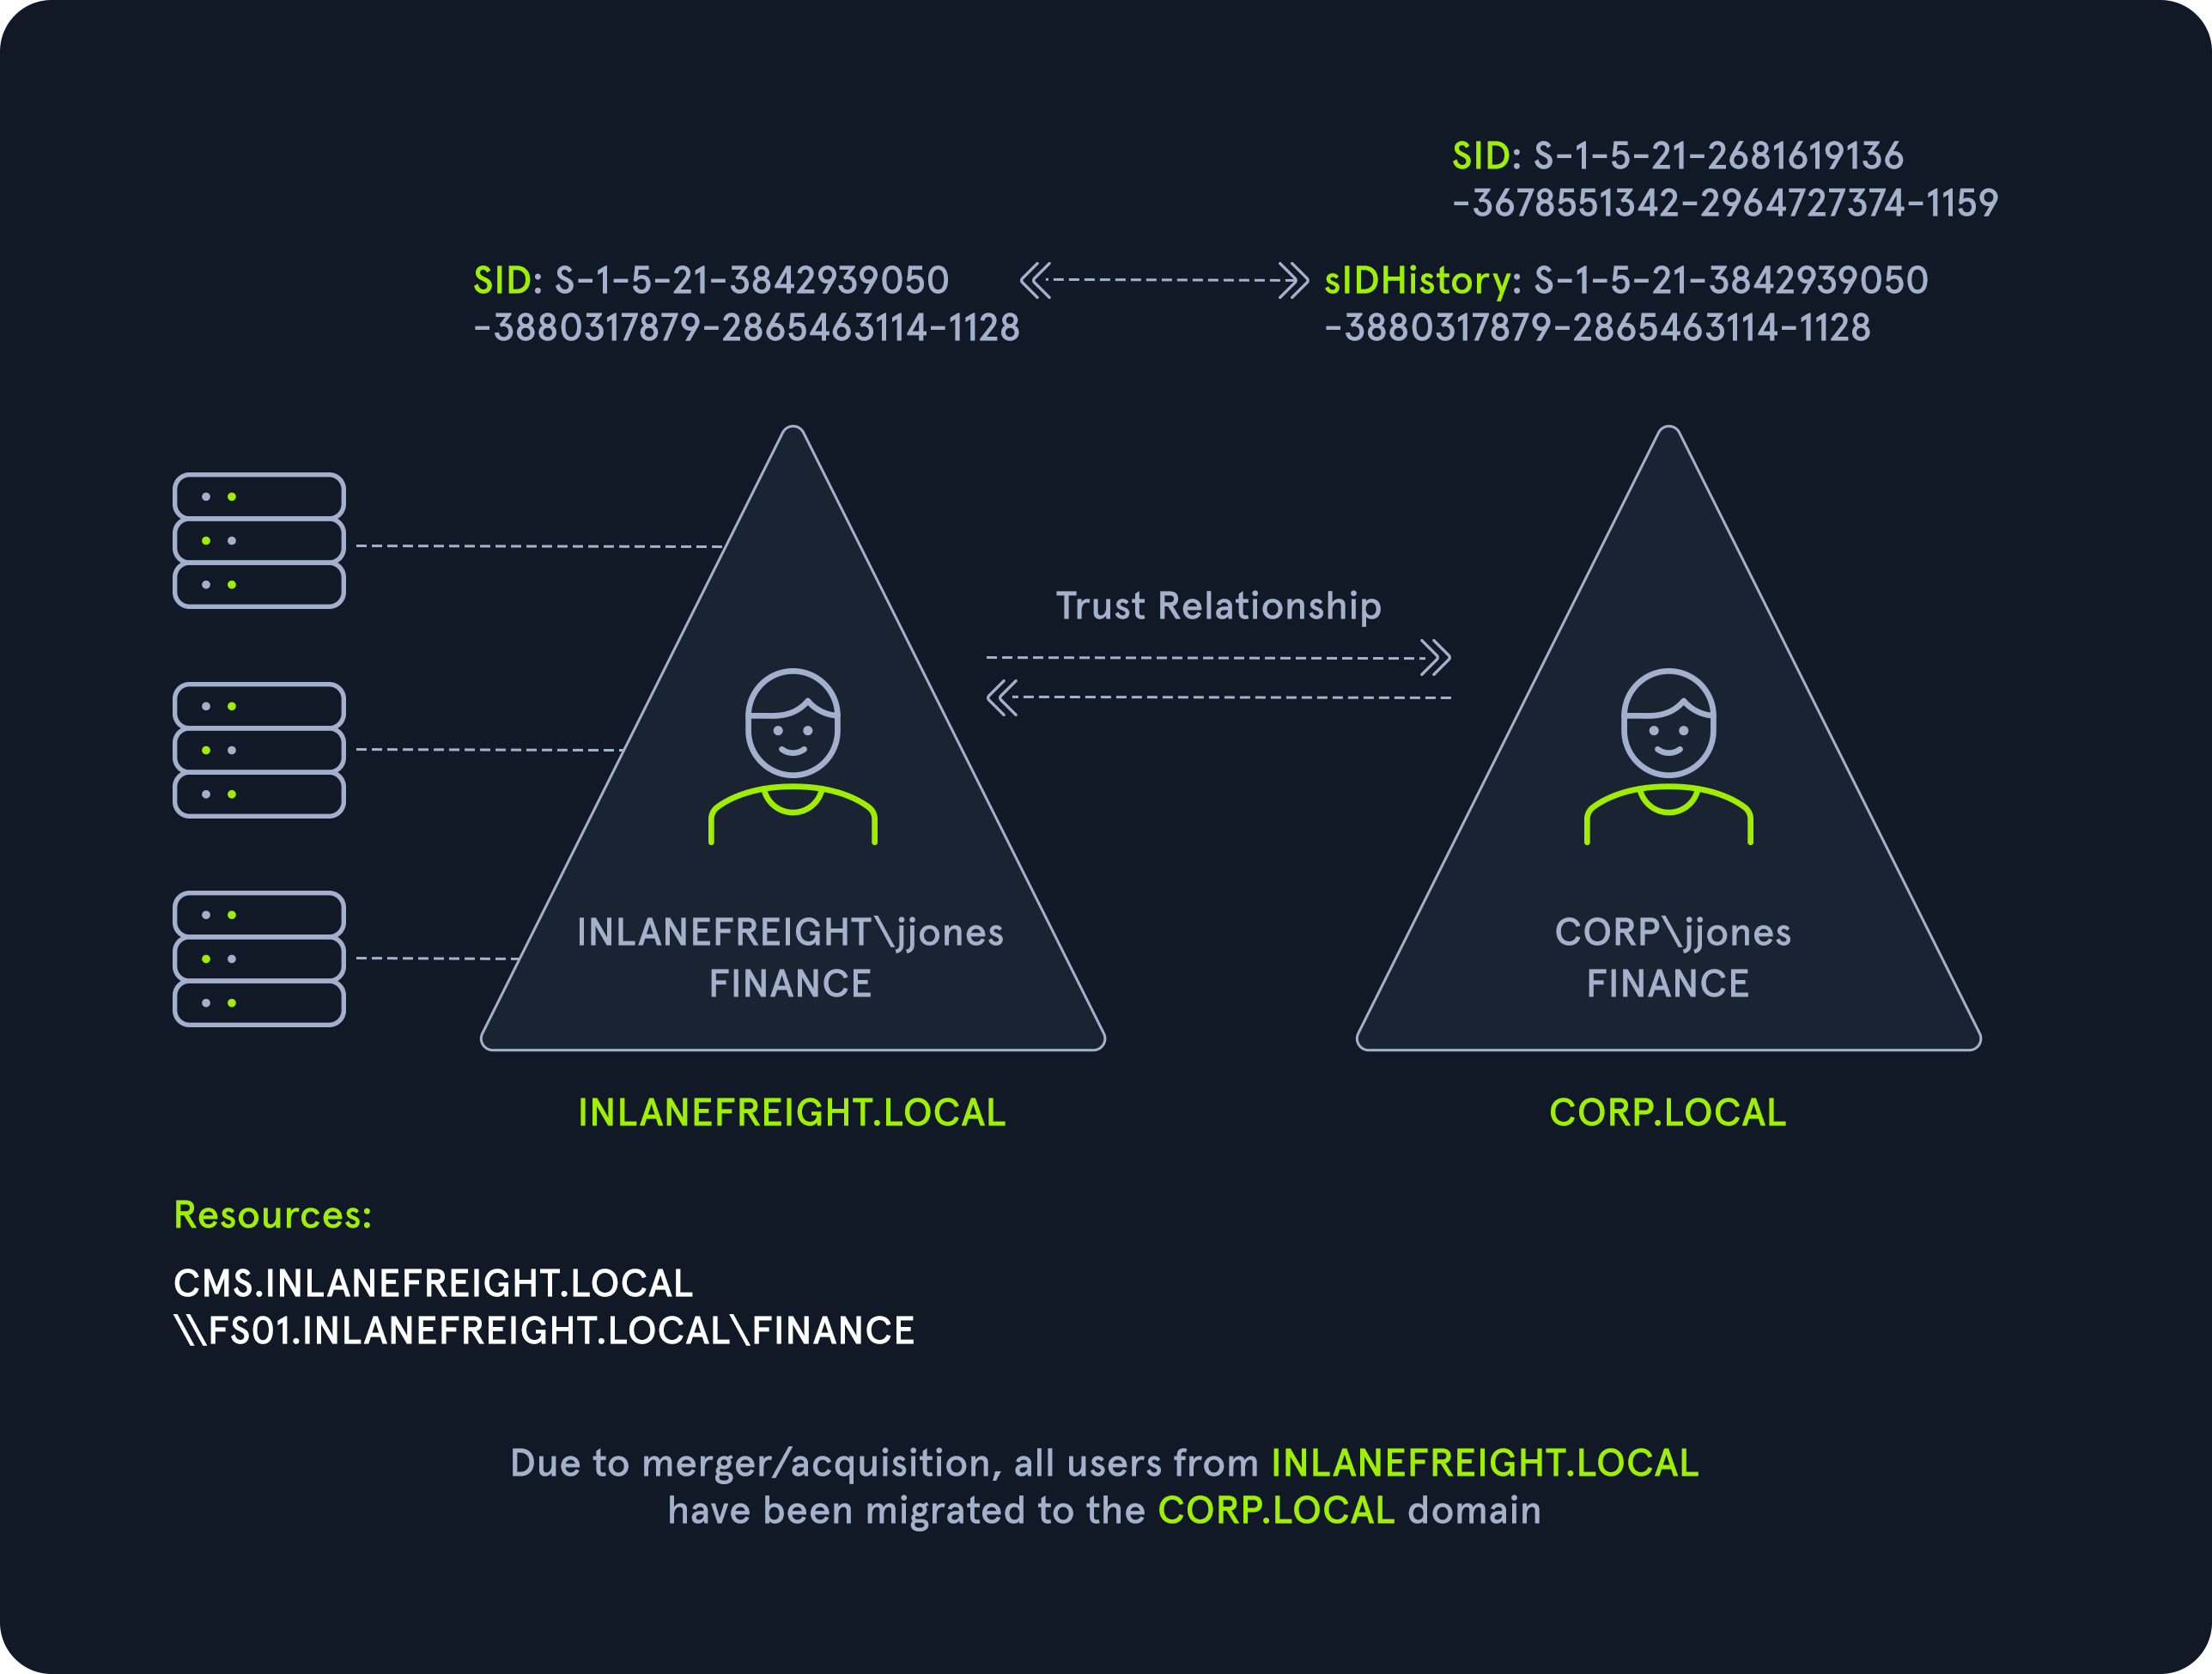 SID: S-1-5-21-2681619136
-3678551342-2964727374-1159
SID: S-1-5-21-3842939050
-3880317879-2865463114-1128
sIDHistory: S-1-5-21-3842939050
-3880317879-2865463114-1128
Trust Relationship
INLANEFREIGHT\jjones
FINANCE
CORP\jjones
FINANCE
INLANEFREIGHT.LOCAL
CORP.LOCAL
Resources:
CMS.INLANEFREIGHT.LOCAL
\\FS01.INLANEFREIGHT.LOCAL\FINANCE
Due to merger/acquisition, all users from INLANEFREIGHT.LOCAL
have been migrated to the CORP.LOCAL domain